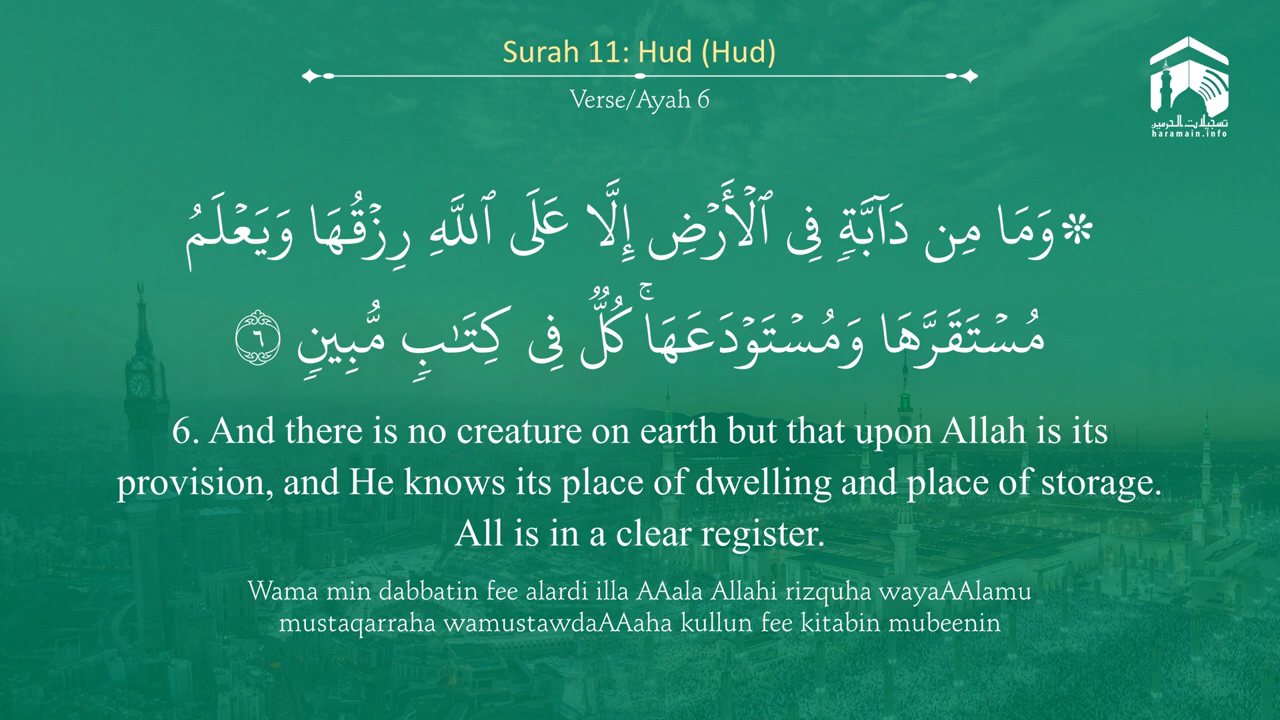 Surah 11: Hud (Hud)
Verse/Ayah 6
تسجيلات الحرمين
haramain.info
۞ وَمَا مِن دَآبَّةٍۢ فِى ٱلْأَرْضِ إِلَّا عَلَى ٱللَّهِ رِزْقُهَا وَيَعْلَمُ
مُسْتَقَرَّهَا وَمُسْتَوْدَعَهَا ۚ كُلٌّۭ فِى كِتَـٰبٍۢ مُّبِينٍۢ ٦
6. And there is no creature on earth but that upon Allah is its
provision, and He knows its place of dwelling and place of storage.
All is in a clear register.
Wama min dabbatin fee alardi illa AAala Allahi rizquha wayaAAlamu
mustaqarraha wamustawdaAAaha kullun fee kitabin mubeenin